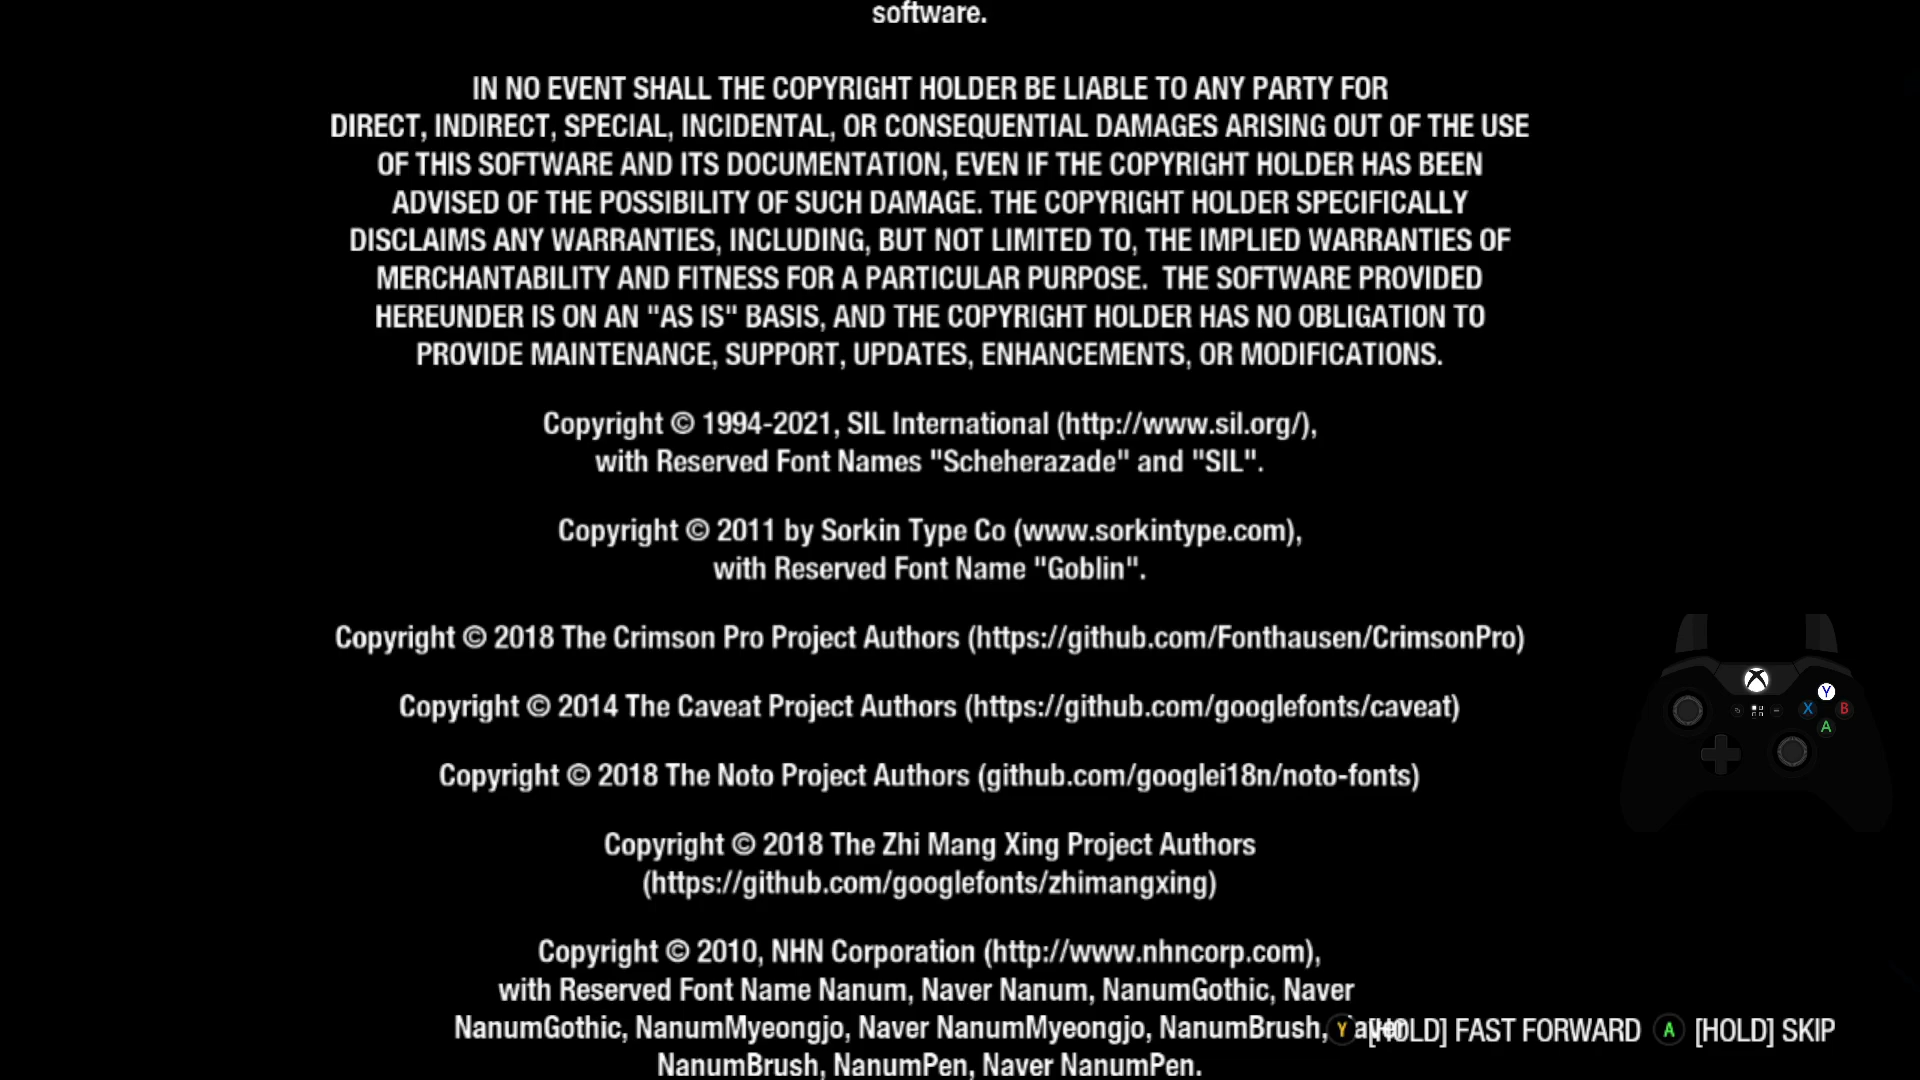 software.
IN NO EVENT SHALL THE COPYRIGHT HOLDER BE LIABLE TO ANY PARTY FOR
DIRECT, INDIRECT, SPECIAL, INCIDENTAL, OR CONSEQUENTIAL DAMAGES ARISING OUT OF THE USE
OF THIS SOFTWARE AND ITS DOCUMENTATION, EVEN IF THE COPYRIGHT HOLDER HAS BEEN
ADVISED OF THE POSSIBILITY OF SUCH DAMAGE. THE COPYRIGHT HOLDER SPECIFICALLY
DISCLAIMS ANY WARRANTIES, INCLUDING, BUT NOT LIMITED TO, THE IMPLIED WARRANTIES OF
MERCHANTABILITY AND FITNESS FOR A PARTICULAR PURPOSE.  THE SOFTWARE PROVIDED
HEREUNDER IS ON AN "AS IS" BASIS, AND THE COPYRIGHT HOLDER HAS NO OBLIGATION TO
PROVIDE MAINTENANCE, SUPPORT, UPDATES, ENHANCEMENTS, OR MODIFICATIONS.
Copyright © 1994-2021, SIL International (http://www.sil.org/),
with Reserved Font Names "Scheherazade" and "SIL".
Copyright © 2011 by Sorkin Type Co (www.sorkintype.com),
with Reserved Font Name "Goblin".
Copyright © 2018 The Crimson Pro Project Authors (https://github.com/Fonthausen/CrimsonPro)
Copyright © 2014 The Caveat Project Authors (https://github.com/googlefonts/caveat)
Y
X B
A
Copyright © 2018 The Noto Project Authors (github.com/googlei18n/noto-fonts)
Copyright © 2018 The Zhi Mang Xing Project Authors
(https://github.com/googlefonts/zhimangxing)
Copyright © 2010, NHN Corporation (http://www.nhncorp.com),
with Reserved Font Name Nanum, Naver Nanum, NanumGothic, Naver
NanumGothic, NanumMyeongjo, Naver NanumMyeongjo, NanumBrush,
Y [HOLD] FAST FORWARD A [HOLD] SKIP
NanumBrush, NanumPen, Naver NanumPen.